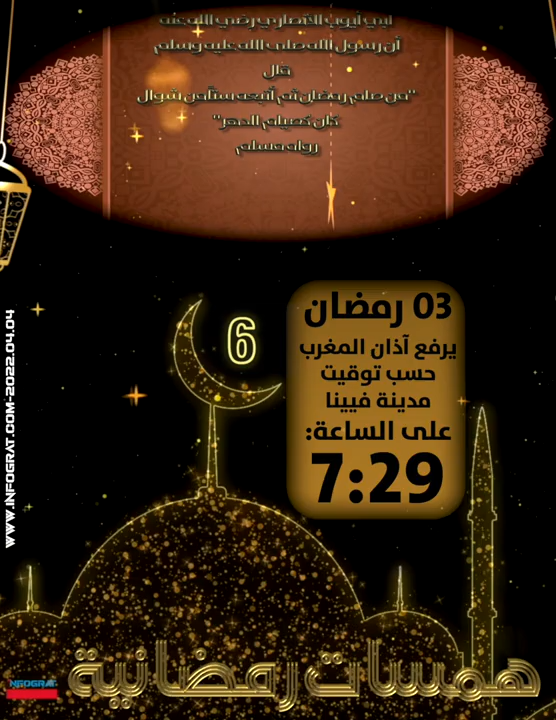 لبي أيوب الأنصاري رضي الله عنه
أن رسول الله صلى الله عليه وسلم
قال
"من صام رمضان ثم أتبعه ستاً من شوال
كان كصيام الدهر"
رواه مسلم
03 رمضان
يرفع آذان المغرب
حسب توقيت
مدينة فيينا
على الساعة:
7:29
6
WWW.INFOGRAT.COM-2022.04.04
همسات رمضانية
INFOGRAT